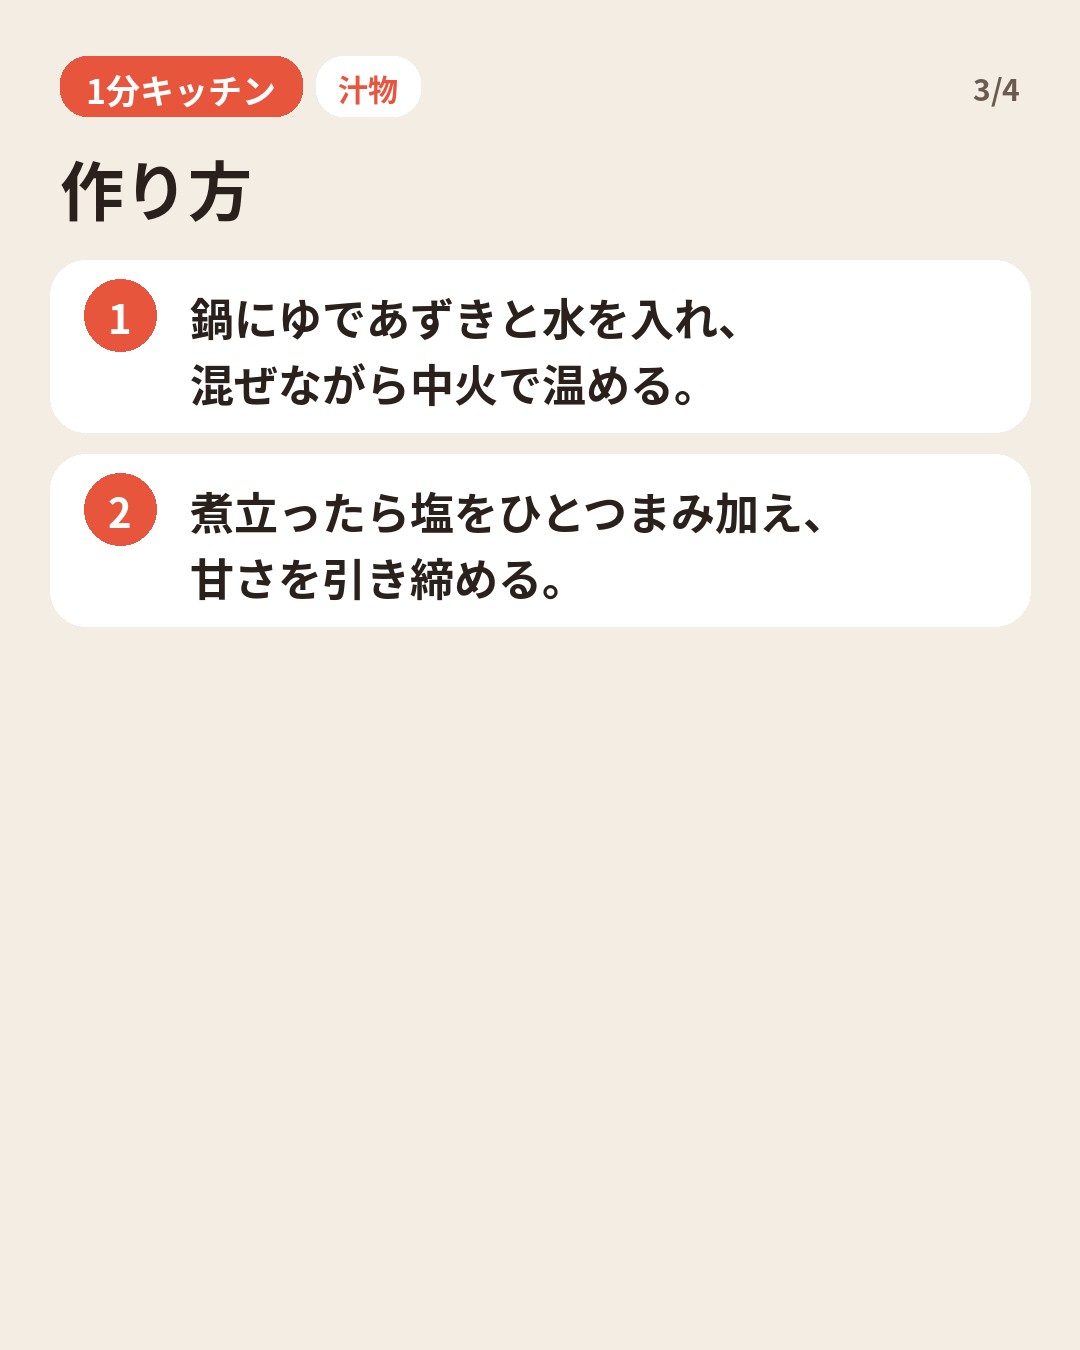 1分キッチン
汁物
3/4
作り方
1
鍋にゆであずきと水を入れ、
混ぜながら中火で温める。
2
煮立ったら塩をひとつまみ加え、
甘さを引き締める。